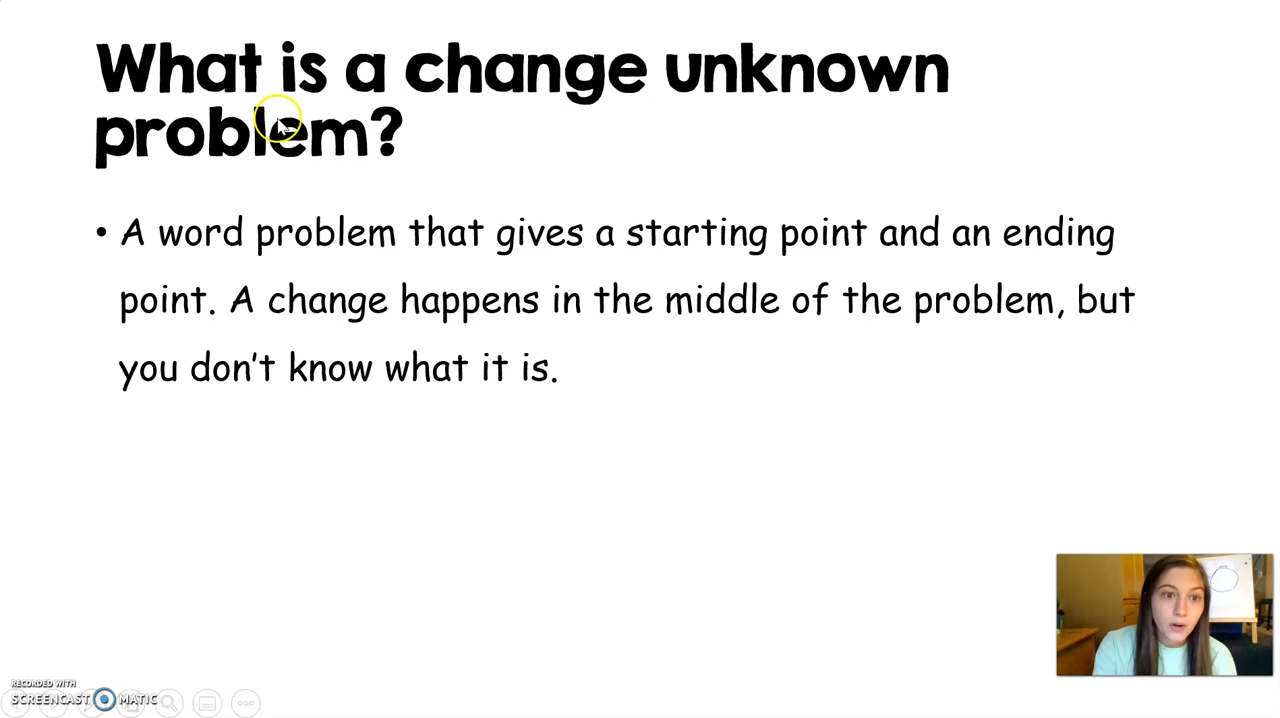 What is a change unknown
problem?
• A word problem that gives a starting point and an ending
point. A change happens in the middle of the problem, but
you don't know what it is.
RECORDED WITH
SCREENCAST MATIC